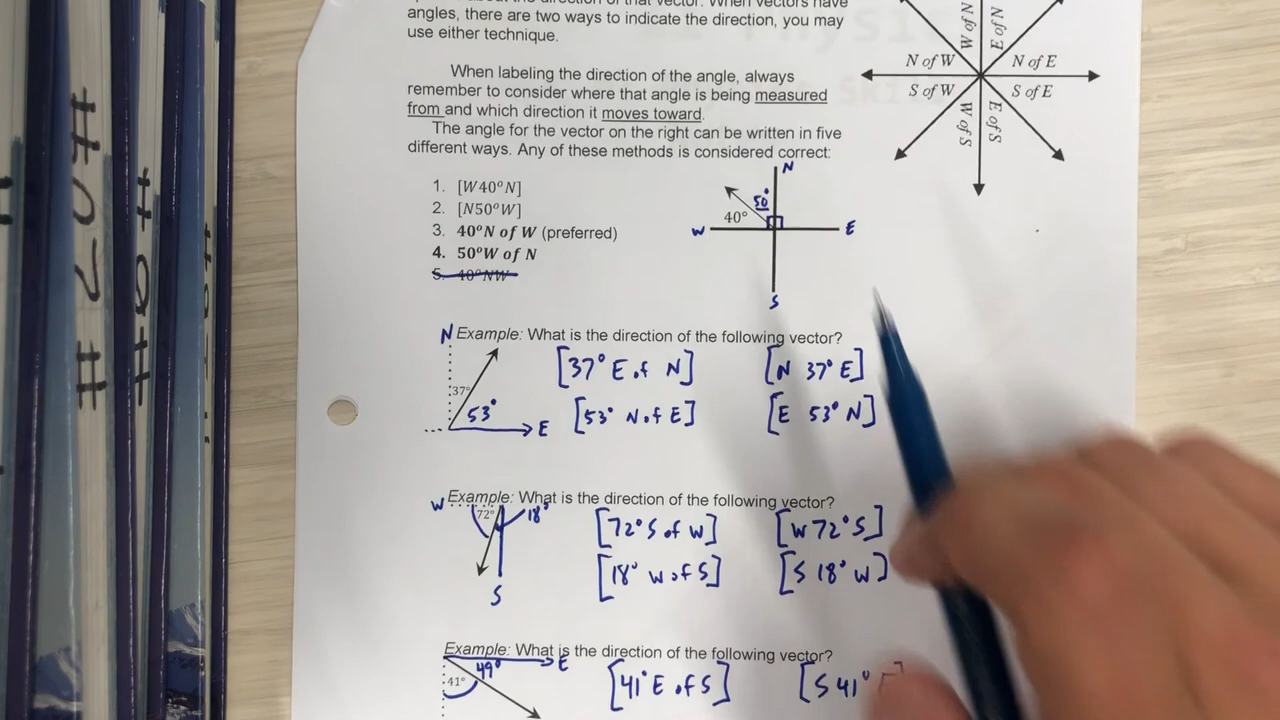 angles, there are two ways to indicate the direction, you may
use either technique.
When labeling the direction of the angle, always
remember to consider where that angle is being measured
from and which direction it moves toward.
The angle for the vector on the right can be written in five
different ways. Any of these methods is considered correct:
1. [W40°N]
2. [N50°W]
3. 40°N of W (preferred)
4. 50°W of N
5. 40°NW
N of W
N of E
N of W
N of E
S of W
S of E
W of S
E of S
N
50°
40°
W
E
S
N Example: What is the direction of the following vector?
37°
53°
E
[37° E of N] [N 37° E]
[53° N of E] [E 53° N]
W Example: What is the direction of the following vector?
72°
18°
S
[72° S of W] [W 72° S]
[18° W of S] [S 18° W]
Example: What is the direction of the following vector?
E
49°
41°
[41° E of S] [S 41°
#207
#04